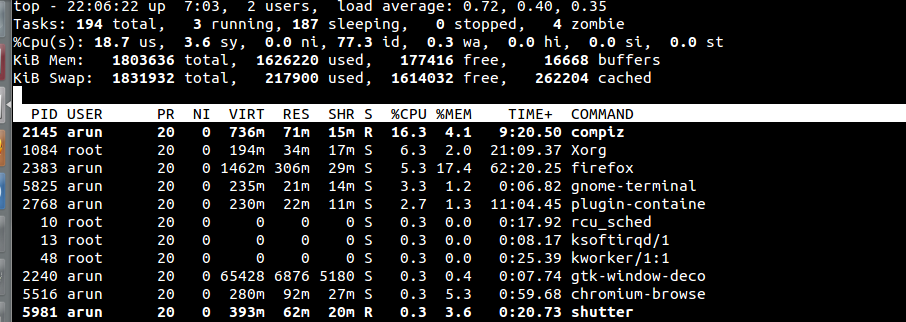 top - 22:06:22 up  7:03,  2 users,  load average: 0.72, 0.40, 0.35
Tasks: 194 total,   3 running, 187 sleeping,   0 stopped,   4 zombie
%Cpu(s): 18.7 us,  3.6 sy,  0.0 ni, 77.3 id,  0.3 wa,  0.0 hi,  0.0 si,  0.0 st
KiB Mem:   1803636 total,  1626220 used,   177416 free,    16668 buffers
KiB Swap:  1831932 total,   217900 used,  1614032 free,   262204 cached
  PID USER      PR  NI  VIRT  RES  SHR S  %CPU %MEM    TIME+  COMMAND
 2145 arun      20   0  736m  71m  15m R  16.3  4.1   9:20.50 compiz
 1084 root      20   0  194m  34m  17m S   6.3  2.0  21:09.37 Xorg
 2383 arun      20   0 1462m 306m  29m S   5.3 17.4  62:20.25 firefox
 5825 arun      20   0  235m  21m  14m S   3.3  1.2   0:06.82 gnome-terminal
 2768 arun      20   0  230m  22m  11m S   2.7  1.3  11:04.45 plugin-containe
   10 root      20   0     0    0    0 S   0.3  0.0   0:17.92 rcu_sched
   13 root      20   0     0    0    0 S   0.3  0.0   0:08.17 ksoftirqd/1
   48 root      20   0     0    0    0 S   0.3  0.0   0:25.39 kworker/1:1
 2240 arun      20   0 65428 6876 5180 S   0.3  0.4   0:07.74 gtk-window-deco
 5516 arun      20   0  280m  92m  27m S   0.3  5.3   0:59.68 chromium-browse
 5981 arun      20   0  393m  62m  20m R   0.3  3.6   0:20.73 shutter